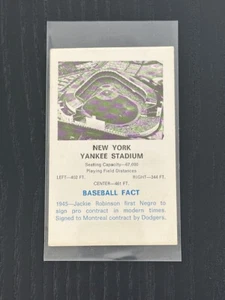 NEW YORK
YANKEE STADIUM
Seating Capacity—67,000
Playing Field Distances
LEFT—402 FT. RIGHT—344 FT.
CENTER—461 FT.
BASEBALL FACT
1945—Jackie Robinson first Negro to
sign pro contract in modern times.
Signed to Montreal contract by Dodgers.